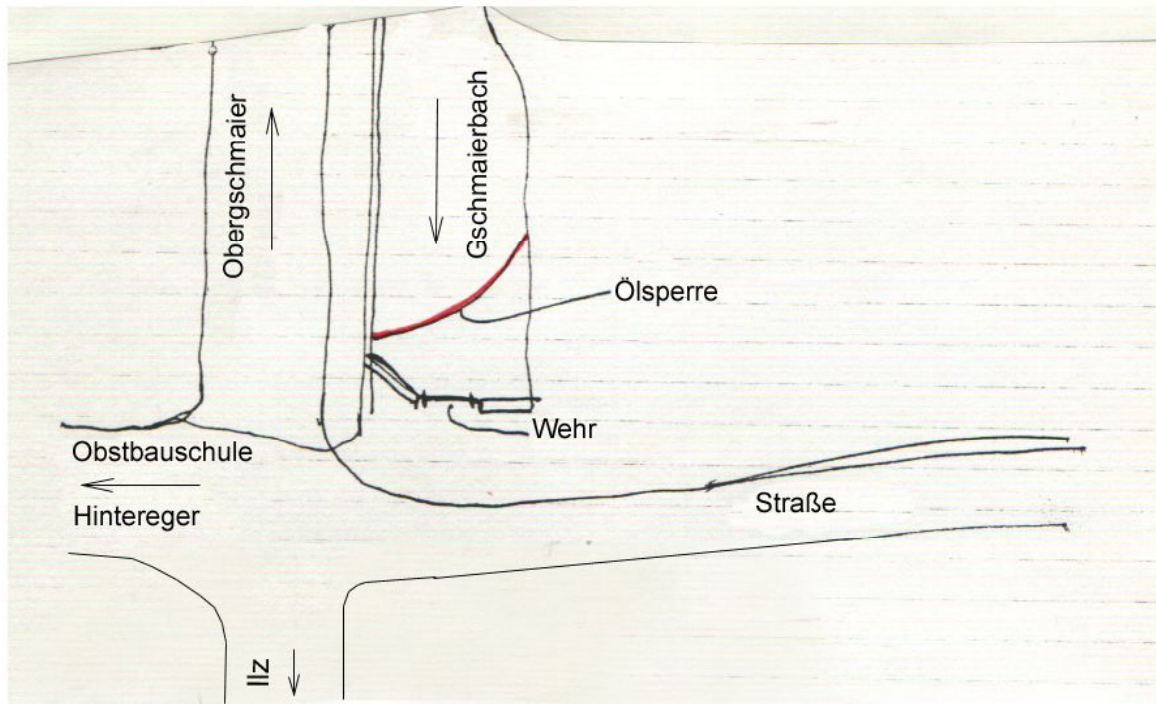 Obergschmaier
Gschmaierbach
Ölsperre
Wehr
Obstbauschule
Hintereger
Straße
Ilz